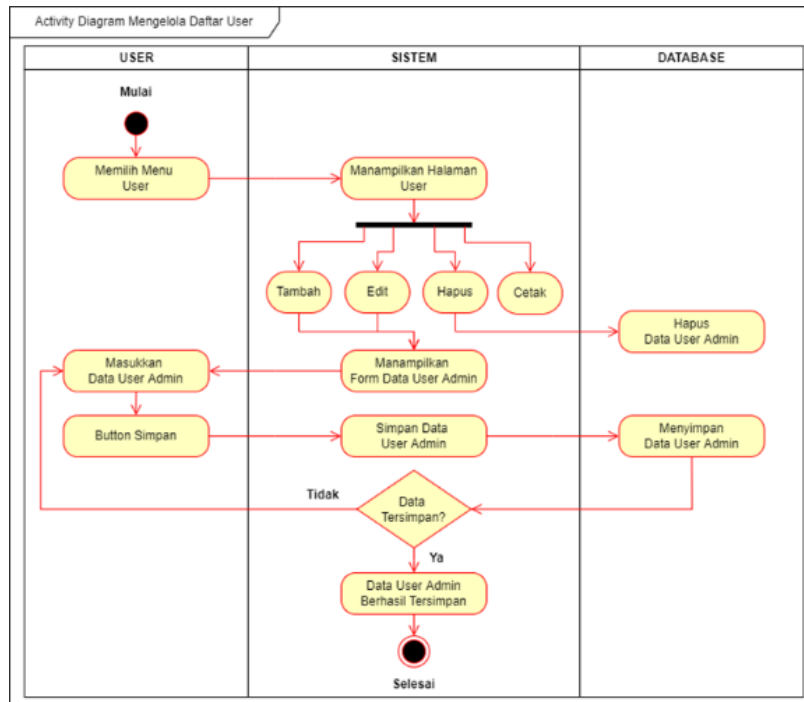 Activity Diagram Mengelola Daftar User
USER
SISTEM
DATABASE
Mulai
Memilih Menu
User
Manampilkan Halaman
User
Tambah
Edit
Hapus
Cetak
Hapus
Data User Admin
Masukkan
Data User Admin
Manampilkan
Form Data User Admin
Button Simpan
Simpan Data
User Admin
Menyimpan
Data User Admin
Tidak
Data
Tersimpan?
Ya
Data User Admin
Berhasil Tersimpan
Selesai